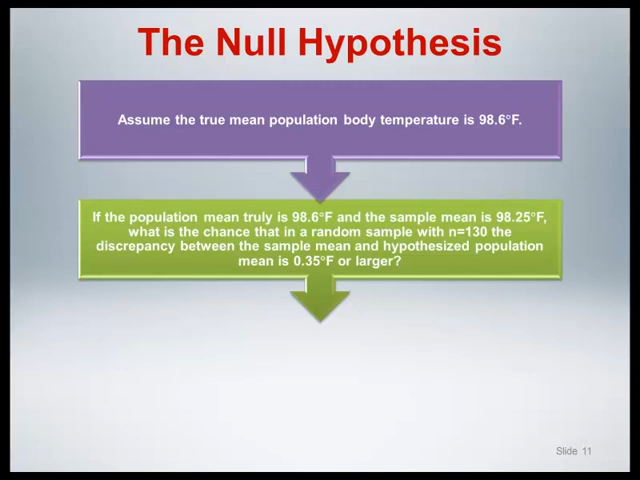 The Null Hypothesis
Assume the true mean population body temperature is 98.6°F.
If the population mean truly is 98.6°F and the sample mean is 98.25°F,
what is the chance that in a random sample with n=130 the
discrepancy between the sample mean and hypothesized population
mean is 0.35°F or larger?
Slide 11